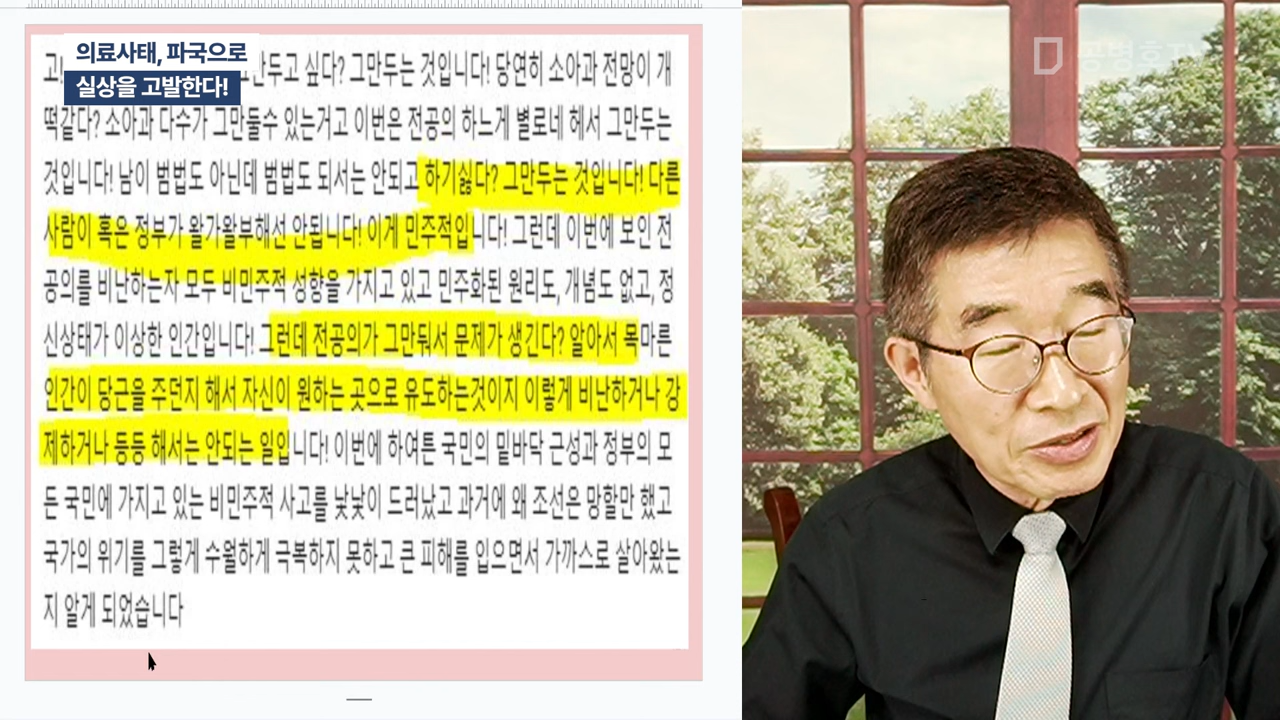 의료사태, 파국으로
실상을 고발한다!
고! 만두고 싶다? 그만두는 것입니다! 당연히 소아과 전망이 개
떡같다? 소아과 다수가 그만둘수 있는거고 이번은 전공의 하느게 별로네 헤서 그만두는
것입니다! 남이 범법도 아닌데 범법도 되서는 안되고 하기싫다? 그만두는 것입니다! 다른
사람이 혹은 정부가 왈가왈부해선 안됩니다! 이게 민주적입니다! 그런데 이번에 보인 전
공의를 비난하는자 모두 비민주적 성향을 가지고 있고 민주화된 원리도, 개념도 없고, 정
신상태가 이상한 인간입니다! 그런데 전공의가 그만둬서 문제가 생긴다? 알아서 목마른
인간이 당근을 주던지 해서 자신이 원하는 곳으로 유도하는것이지 이렇게 비난하거나 강
제하거나 등등 해서는 안되는 일입니다! 이번에 하여튼 국민의 밑바닥 근성과 정부의 모
든 국민에 가지고 있는 비민주적 사고를 낯낯이 드러났고 과거에 왜 조선은 망할만 했고
국가의 위기를 그렇게 수월하게 극복하지 못하고 큰 피해를 입으면서 가까스로 살아왔는
지 알게 되었습니다
공병호TV